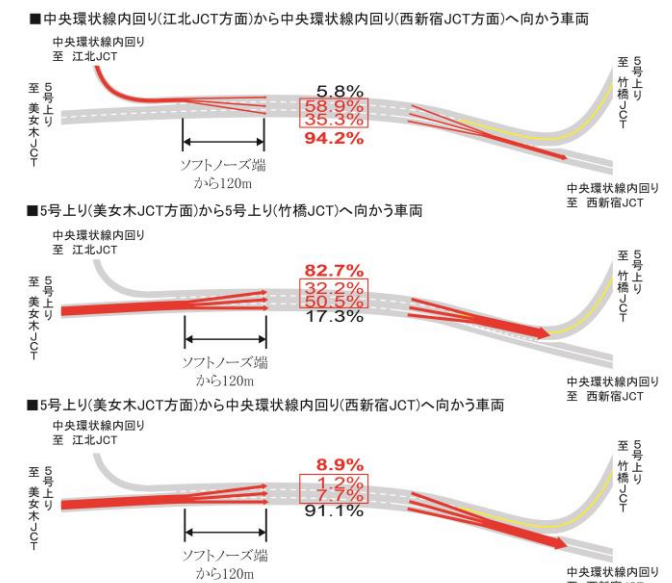 ■中央環状線内回り(江北JCT方面)から中央環状線内回り(西新宿JCT方面)へ向かう車両
中央環状線内回り
至 江北JCT
至 美女木JCT
5号上り
5.8%
58.9%
35.3%
94.2%
ソフトノーズ端
から120m
至 竹橋JCT
5号上り
中央環状線内回り
至 西新宿JCT
■5号上り(美女木JCT方面)から5号上り(竹橋JCT)へ向かう車両
中央環状線内回り
至 江北JCT
至 美女木JCT
5号上り
82.7%
32.2%
50.5%
17.3%
ソフトノーズ端
から120m
至 竹橋JCT
5号上り
中央環状線内回り
至 西新宿JCT
■5号上り(美女木JCT方面)から中央環状線内回り(西新宿JCT)へ向かう車両
中央環状線内回り
至 江北JCT
至 美女木JCT
5号上り
8.9%
1.2%
7.7%
91.1%
ソフトノーズ端
から120m
至 竹橋JCT
5号上り
中央環状線内回り